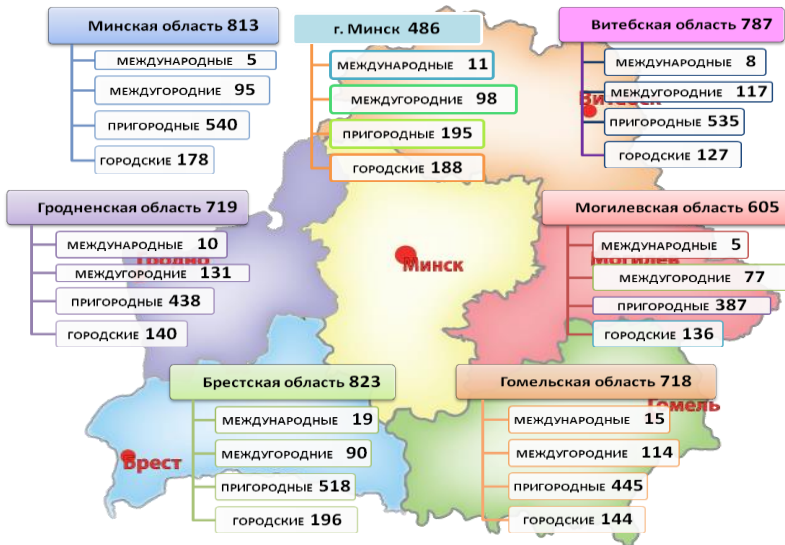 Минская область 813
МЕЖДУНАРОДНЫЕ 5
МЕЖДУГОРОДНИЕ 95
ПРИГОРОДНЫЕ 540
ГОРОДСКИЕ 178
г. Минск 486
МЕЖДУНАРОДНЫЕ 11
МЕЖДУГОРОДНИЕ 98
ПРИГОРОДНЫЕ 195
ГОРОДСКИЕ 188
Витебская область 787
МЕЖДУНАРОДНЫЕ 8
МЕЖДУГОРОДНИЕ 117
Витебск
ПРИГОРОДНЫЕ 535
ГОРОДСКИЕ 127
Гродненская область 719
МЕЖДУНАРОДНЫЕ 10
Гродно
МЕЖДУГОРОДНИЕ 131
ПРИГОРОДНЫЕ 438
ГОРОДСКИЕ 140
Минск
Могилевская область 605
МЕЖДУНАРОДНЫЕ 5
Могилев
МЕЖДУГОРОДНИЕ 77
ПРИГОРОДНЫЕ 387
ГОРОДСКИЕ 136
Брестская область 823
МЕЖДУНАРОДНЫЕ 19
МЕЖДУГОРОДНИЕ 90
Брест
ПРИГОРОДНЫЕ 518
ГОРОДСКИЕ 196
Гомельская область 718
Гомель
МЕЖДУНАРОДНЫЕ 15
МЕЖДУГОРОДНИЕ 114
ПРИГОРОДНЫЕ 445
ГОРОДСКИЕ 144